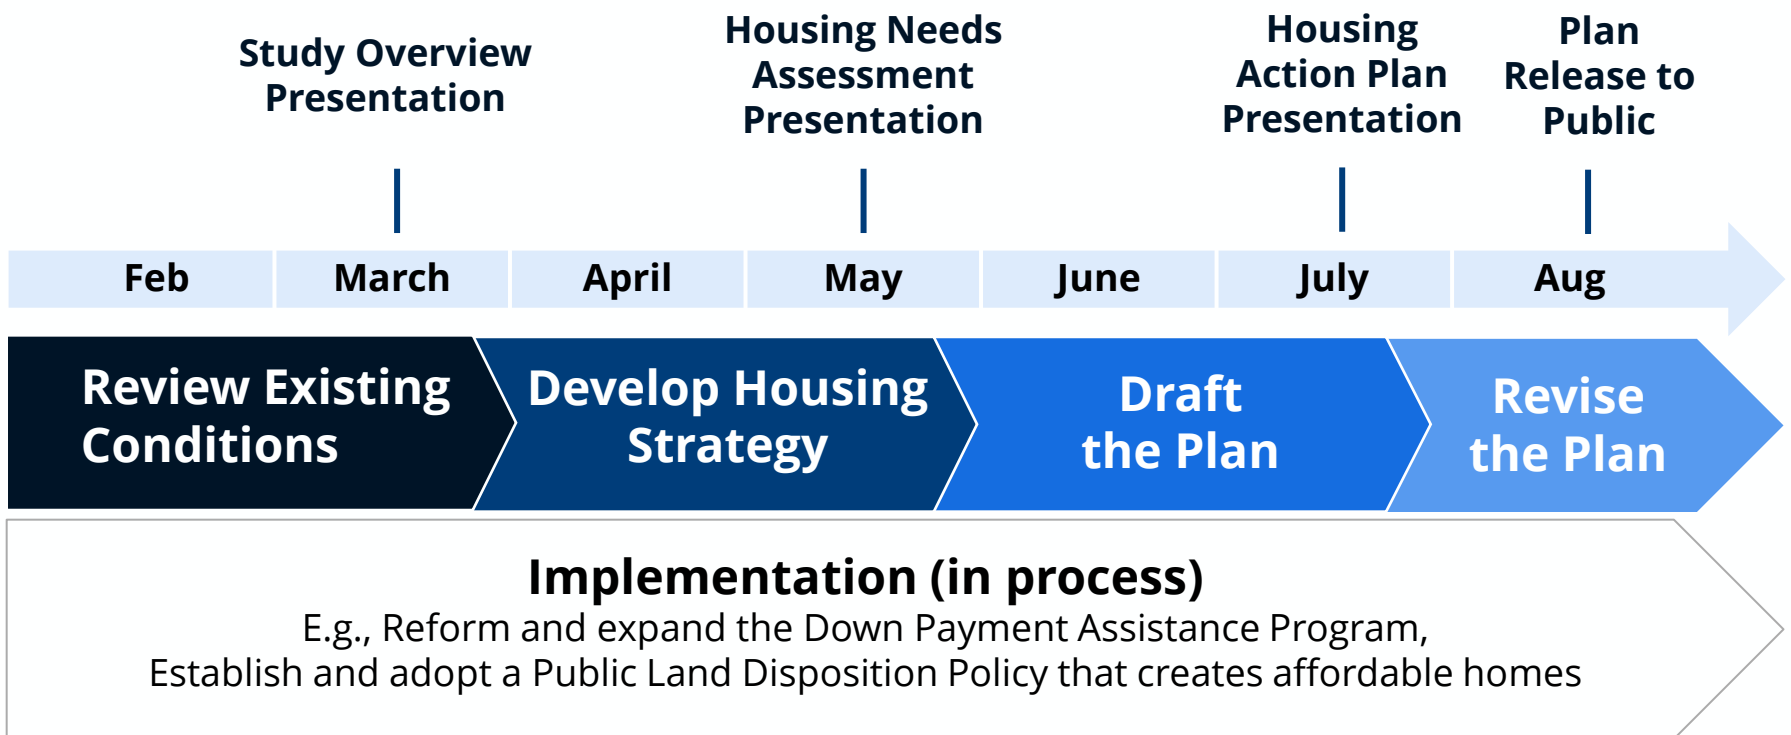 Study Overview
Presentation
Housing Needs
Assessment
Presentation
Housing
Action Plan
Presentation
Plan
Release to
Public
Feb
March
April
May
June
July
Aug
Review Existing
Conditions
Develop Housing
Strategy
Draft
the Plan
Revise
the Plan
Implementation (in process)
E.g., Reform and expand the Down Payment Assistance Program,
Establish and adopt a Public Land Disposition Policy that creates affordable homes